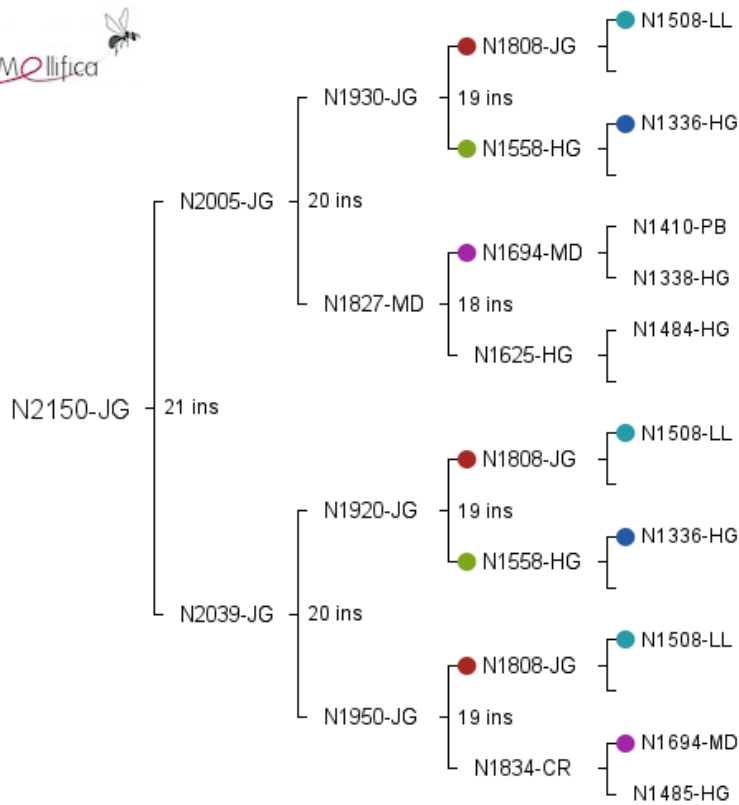 Mellifica
N1508-LL
N1808-JG
N1930-JG
19 ins
N1336-HG
N1558-HG
N2005-JG
20 ins
N1410-PB
N1694-MD
N1338-HG
N1827-MD
18 ins
N1484-HG
N1625-HG
N2150-JG
21 ins
N1508-LL
N1808-JG
N1920-JG
19 ins
N1336-HG
N1558-HG
N2039-JG
20 ins
N1508-LL
N1808-JG
N1950-JG
19 ins
N1694-MD
N1834-CR
N1485-HG